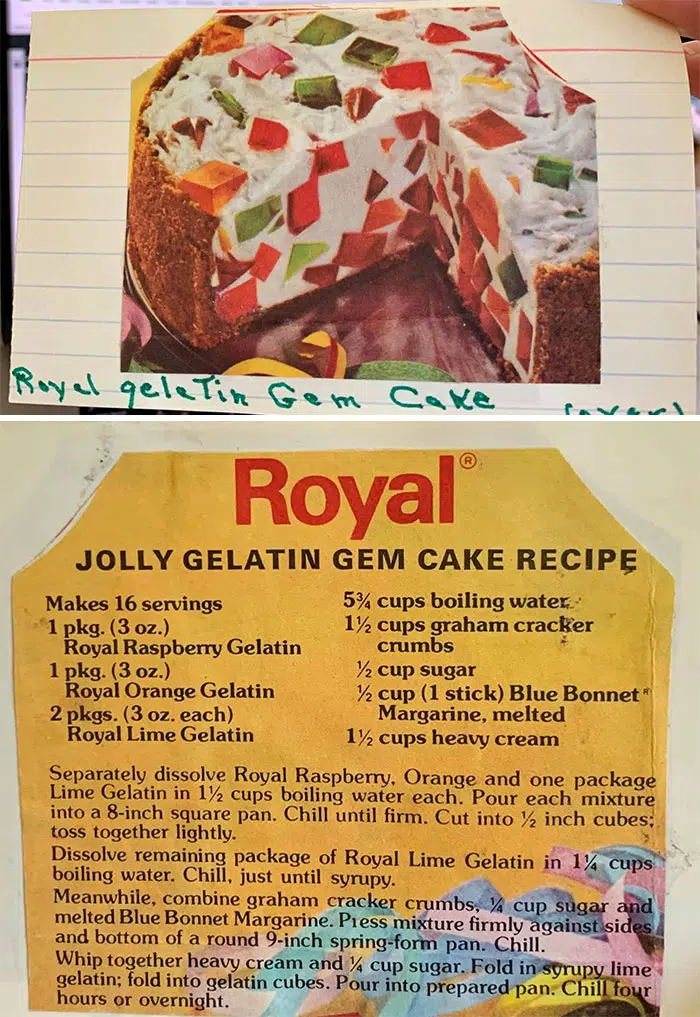 Royal gelatin Gem Cake (over)
Royal®
JOLLY GELATIN GEM CAKE RECIPE
Makes 16 servings
1 pkg. (3 oz.)
Royal Raspberry Gelatin
1 pkg. (3 oz.)
Royal Orange Gelatin
2 pkgs. (3 oz. each)
Royal Lime Gelatin
5¾ cups boiling water
1½ cups graham cracker
crumbs
½ cup sugar
½ cup (1 stick) Blue Bonnet®
Margarine, melted
1½ cups heavy cream
Separately dissolve Royal Raspberry, Orange and one package
Lime Gelatin in 1½ cups boiling water each. Pour each mixture
into a 8-inch square pan. Chill until firm. Cut into ½ inch cubes;
toss together lightly.
Dissolve remaining package of Royal Lime Gelatin in 1¼ cups
boiling water. Chill, just until syrupy.
Meanwhile, combine graham cracker crumbs, ¼ cup sugar and
melted Blue Bonnet Margarine. Press mixture firmly against sides
and bottom of a round 9-inch spring-form pan. Chill.
Whip together heavy cream and ¼ cup sugar. Fold in syrupy lime
gelatin; fold into gelatin cubes. Pour into prepared pan. Chill four
hours or overnight.